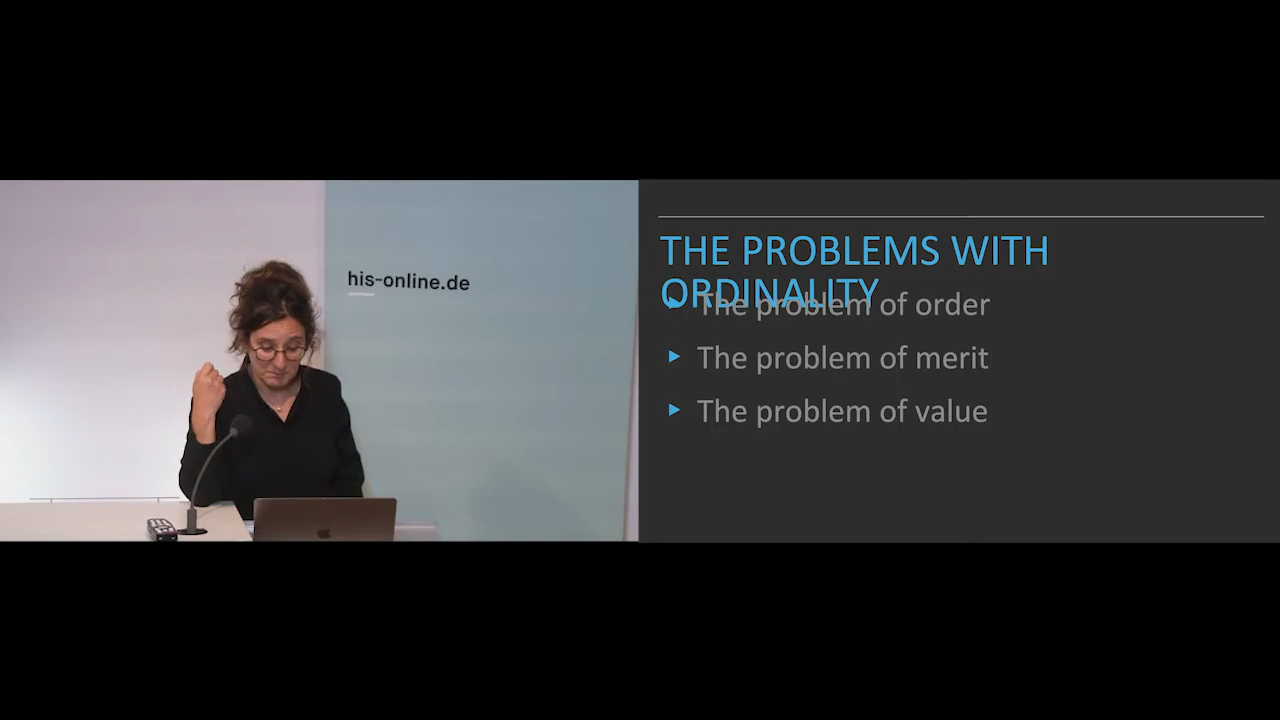 his-online.de
THE PROBLEMS WITH
ORDINALITY
The problem of order
The problem of merit
The problem of value